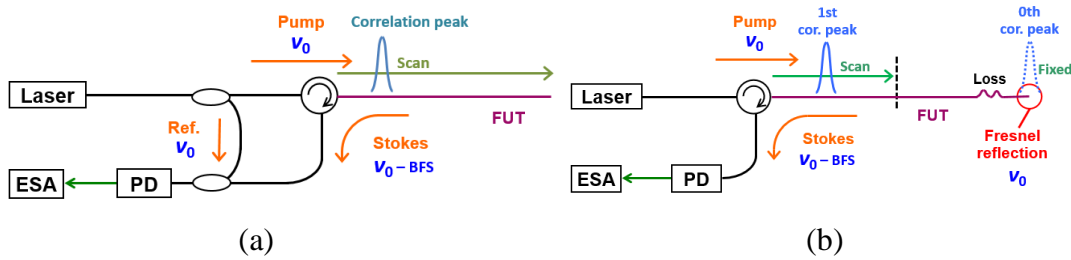 Pump
ν0
Correlation peak
Scan
Laser
FUT
Ref.
ν0
Stokes
ν0 – BFS
ESA
PD
(a)
Pump
ν0
1st
cor. peak
0th
cor. peak
Scan
Fixed
Loss
Laser
FUT
Fresnel
reflection
ν0
Stokes
ν0 – BFS
ESA
PD
(b)